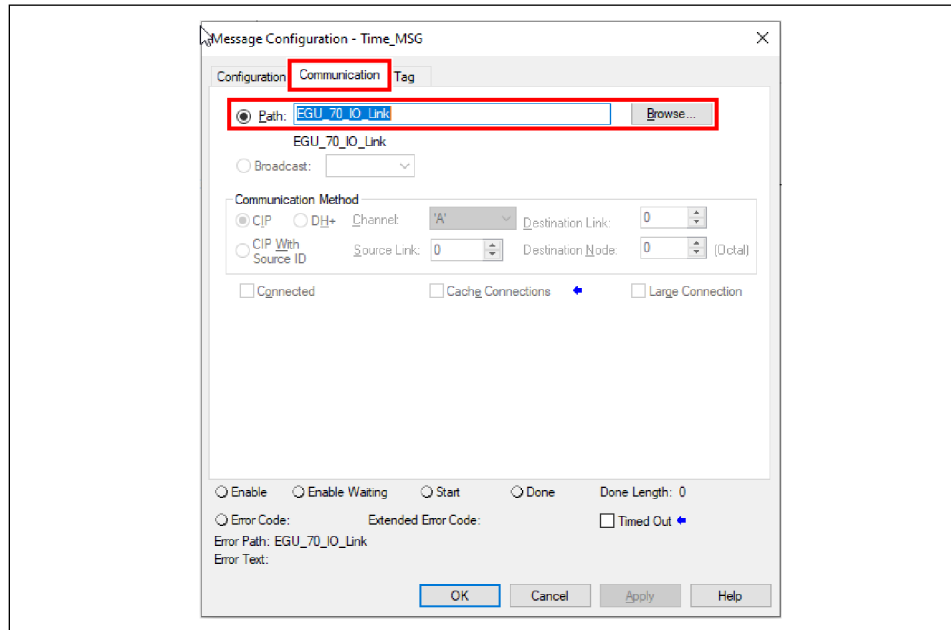 Message Configuration - Time_MSG
Configuration Communication Tag
Path: EGU_70_IO_Link Browse...
EGU_70_IO_Link
Broadcast:
Communication Method
CIP DH+ Channel: 'A' Destination Link: 0
CIP With Source ID Source Link: 0 Destination Node: 0 (Octal)
Connected Cache Connections Large Connection
Enable Enable Waiting Start Done Done Length: 0
Error Code: Extended Error Code: Timed Out
Error Path: EGU_70_IO_Link
Error Text:
OK Cancel Apply Help